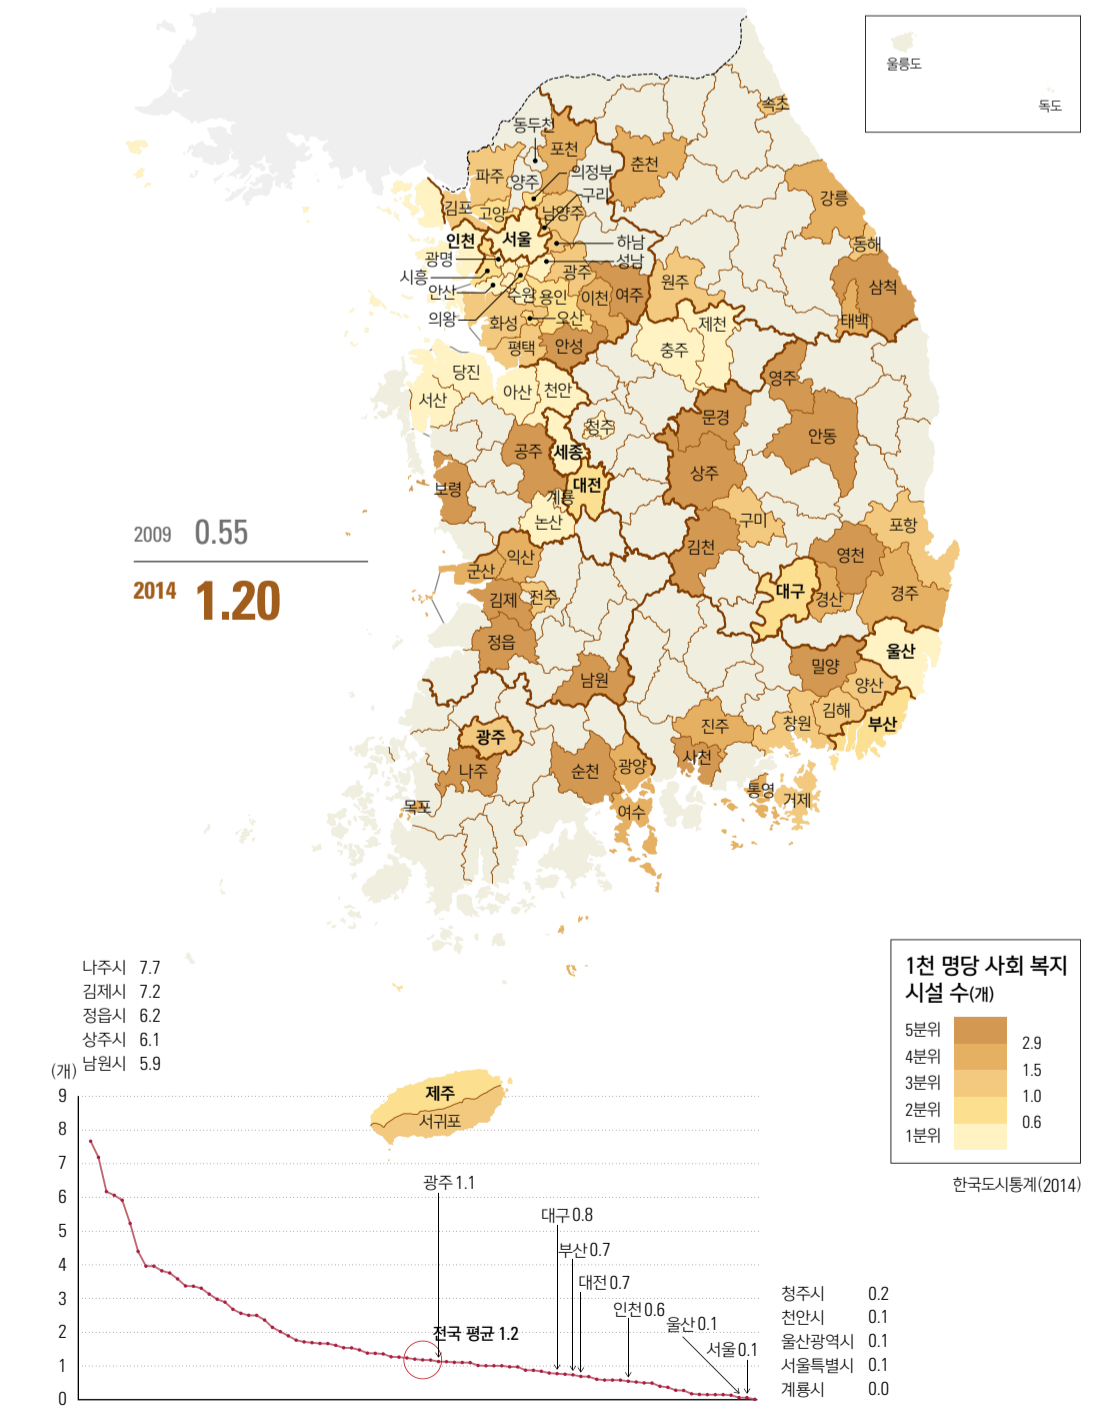 울릉도
독도
속초
동두천
포천
춘천
의정부
파주
양주
구리
강릉
김포
고양
남양주
인천
서울
하남
동해
광명
성남
시흥
광주
원주
삼척
안산
수원
용인
이천
여주
의왕
화성
오산
제천
태백
평택
안성
충주
당진
영주
서산
아산
천안
문경
청주
안동
공주
세종
상주
보령
대전
계룡
논산
구미
포항
2009 0.55
김천
영천
익산
군산
2014 1.20
대구
경산
경주
김제
전주
정읍
울산
밀양
남원
양산
김해
창원
부산
진주
광주
사천
나주
순천
광양
통영
거제
목포
여수
나주시 7.7
김제시 7.2
정읍시 6.2
상주시 6.1
남원시 5.9
1천 명당 사회 복지
시설 수(개)
5분위
2.9
4분위
1.5
3분위
1.0
2분위
0.6
1분위
한국도시통계(2014)
제주
서귀포
(개)
9
8
7
6
5
4
3
2
1
0
광주 1.1
대구 0.8
부산 0.7
대전 0.7
인천 0.6
울산 0.1
서울 0.1
전국 평균 1.2
청주시 0.2
천안시 0.1
울산광역시 0.1
서울특별시 0.1
계룡시 0.0